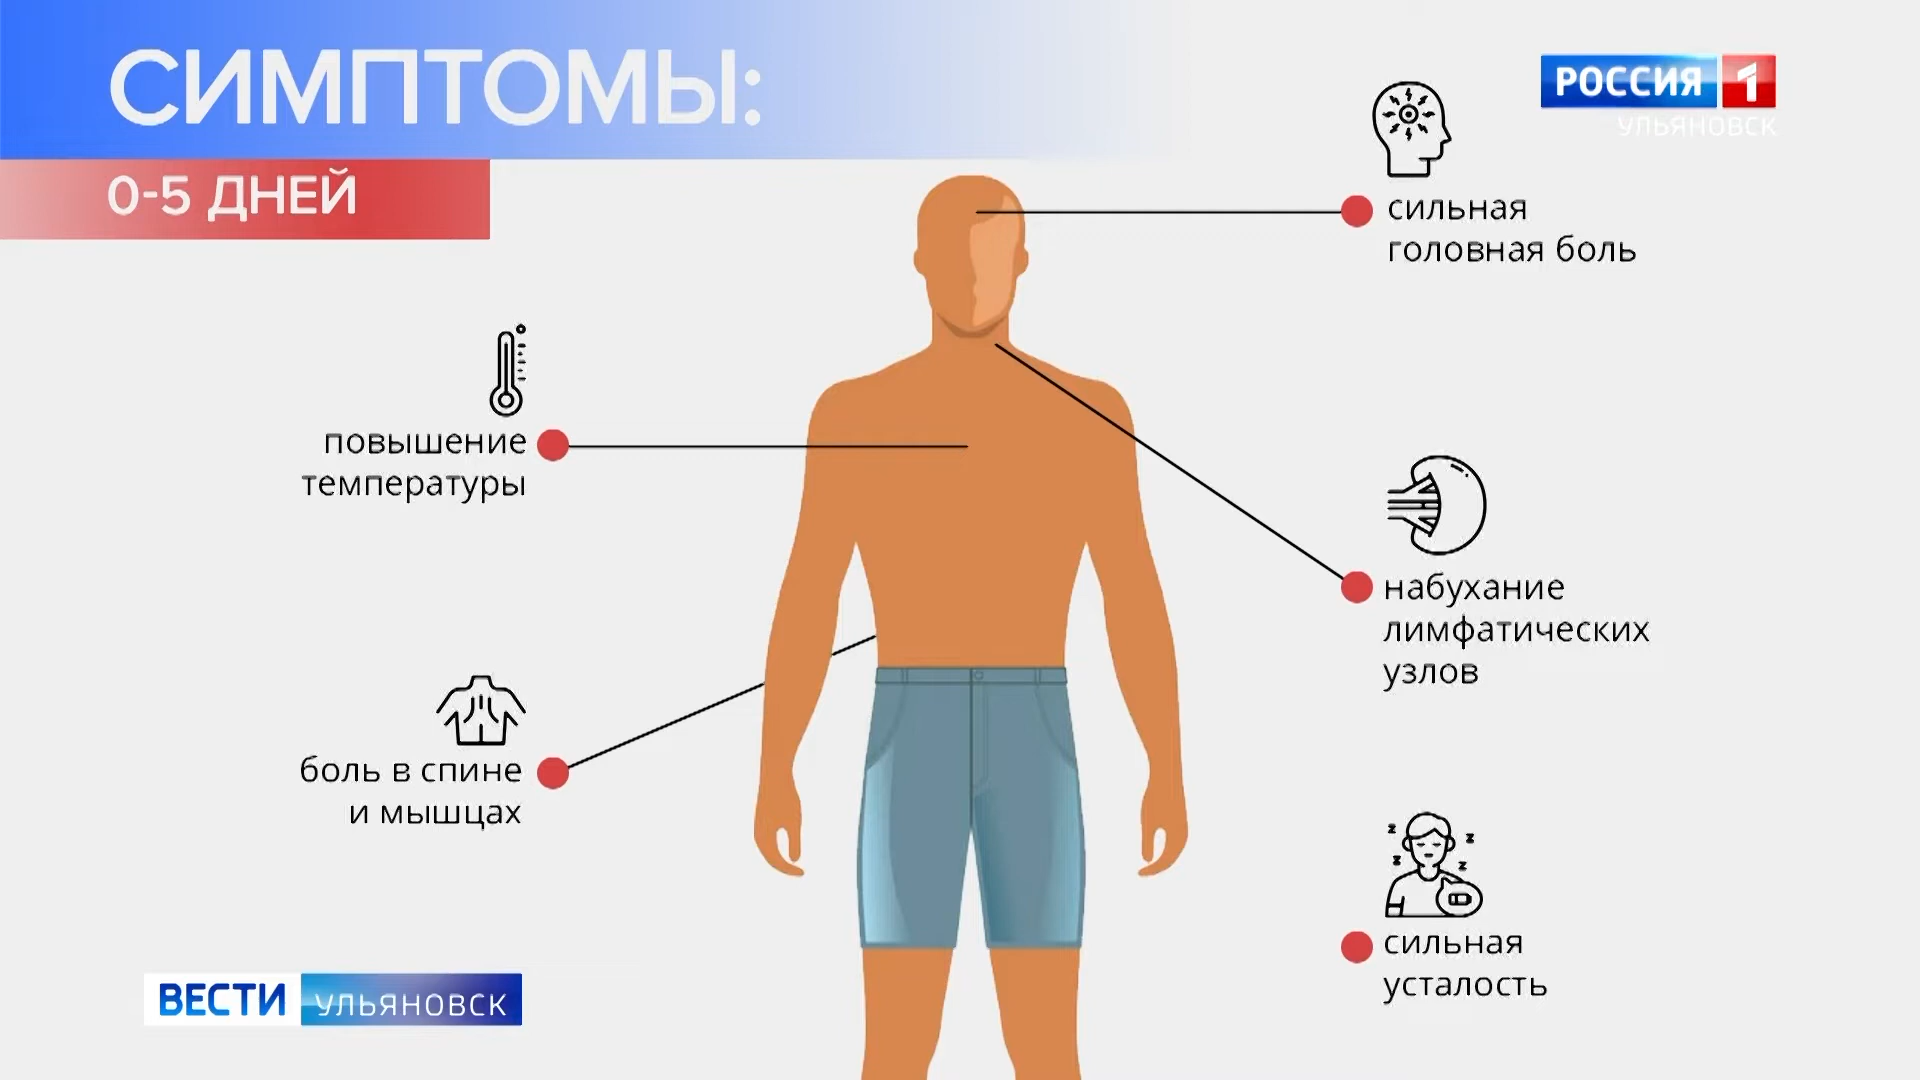 СИМПТОМЫ:
0-5 ДНЕЙ
РОССИЯ 1
УЛЬЯНОВСК
сильная
головная боль
повышение
температуры
набухание
лимфатических
узлов
боль в спине
и мышцах
сильная
усталость
ВЕСТИ УЛЬЯНОВСК